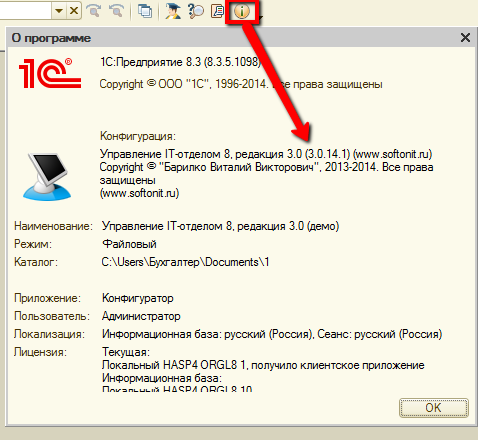 О программе
1С
1С:Предприятие 8.3 (8.3.5.1098)
Copyright © ООО "1С", 1996-2014. Все права защищены
Конфигурация:
Управление IT-отделом 8, редакция 3.0 (3.0.14.1) (www.softonit.ru)
Copyright © "Барилко Виталий Викторович", 2013-2014. Все права
защищены
(www.softonit.ru)
Наименование: Управление IT-отделом 8, редакция 3.0 (демо)
Режим: Файловый
Каталог: C:\Users\Бухгалтер\Documents\1
Приложение: Конфигуратор
Пользователь: Администратор
Локализация: Информационная база: русский (Россия), Сеанс: русский (Россия)
Лицензия: Текущая:
Локальный HASP4 ORGL8 1, получило клиентское приложение
Информационная база:
Локальный HASP4 ORGL8 10
OK